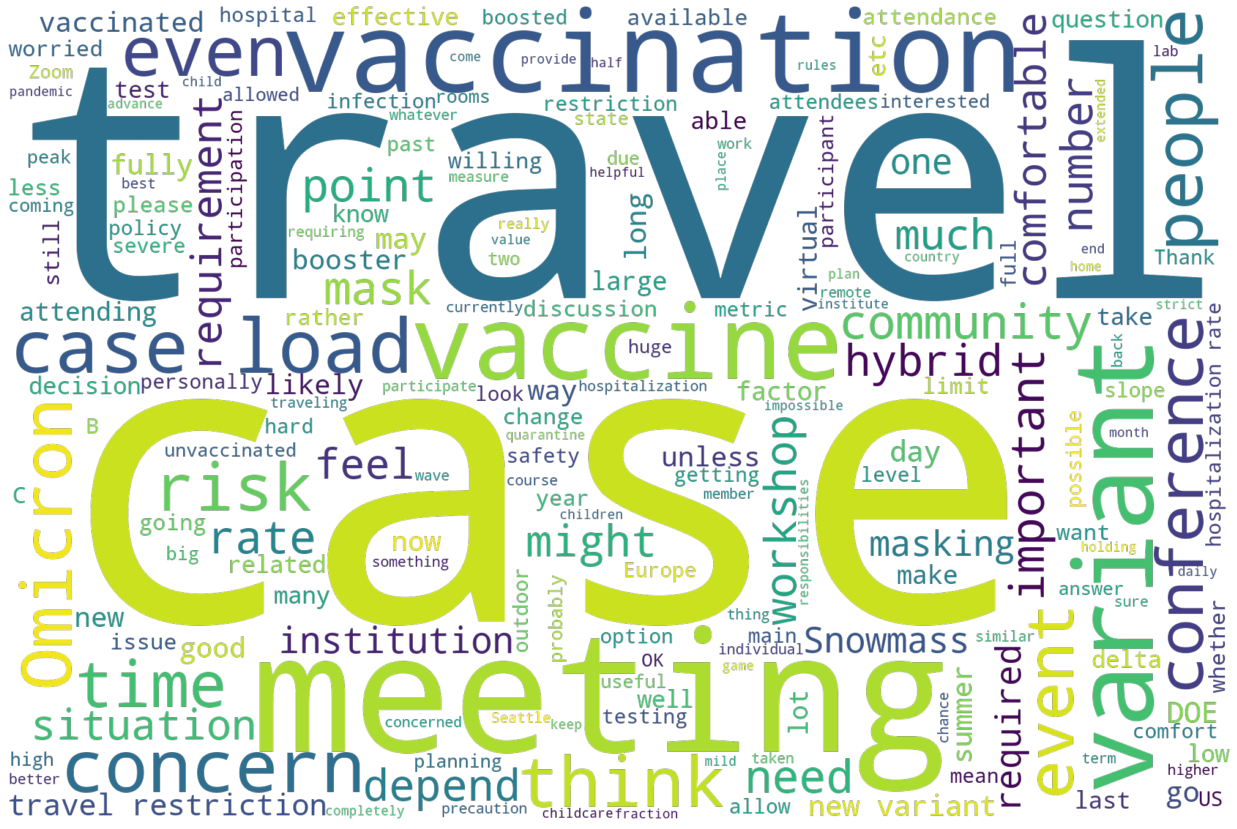 vaccinated
hospital
effective
boosted
available
attendance
question
worried
even
vaccination
come
provide
half
rules
etc
comfortable
people
lab
Zoom
test
child
pandemic
advance
requirement
allowed
infection
rooms
whatever
restriction
state
attendees
interested
number
extended
travel
participation
past
able
work
place
participant
one
peak
fully
best
point
willing
measure
due
helpful
less
coming
please
policy
severe
know
requiring
may
really
value
two
long
virtual
much
country
full
end
home
Thank
still
booster
mask
large
plan
remote
institute
strict
attending
rather
currently
discussion
metric
community
take
case load
vaccine
huge
hybrid
back
variant
conference
hospitalization rate
decision
personally
likely
participate
look
way
hospitalization
factor
limit
important
slope
Omicron
B
traveling
hard
change
quarantine
impossible
workshop
possible
month
case
unvaccinated
feel
wave
safety
unless
day
C
risk
course
getting
member
level
want
holding
going
year
children
responsibilities
answer
daily
big
rate
now
might
masking
sure
related
something
Europe
make
new
many
outdoor
probably
thing
event
whether
issue
good
institution
option
main
individual
Snowmass
similar
required
delta
time
meeting
OK
game
useful
well
lot
summer
DOE
situation
concerned
Seattle
keep
testing
chance
comfort
high
concern
planning
mild
taken
need
mean
term
low
better
depend
think
higher
travel restriction
completely
precaution
childcare
fraction
allow
new variant
last
go
US